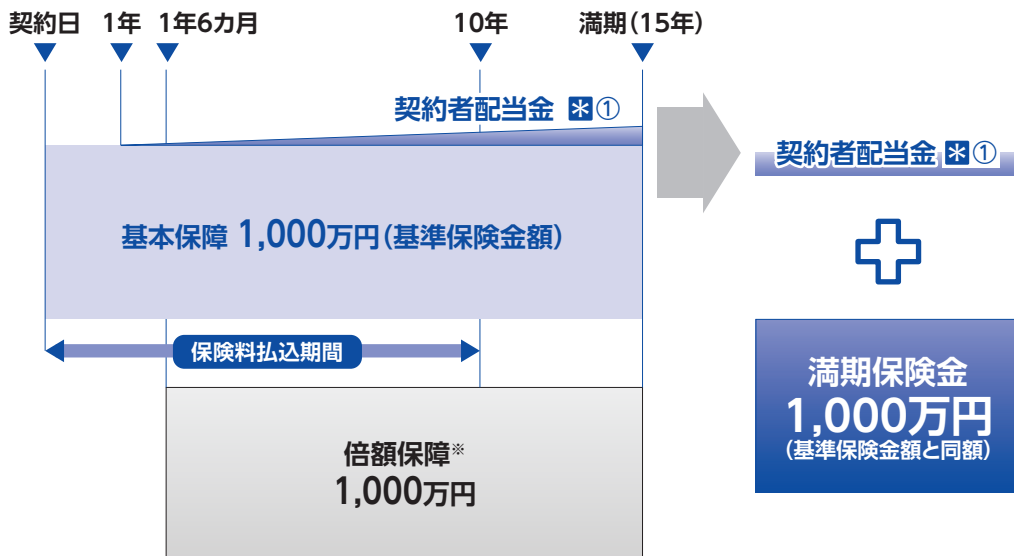 契約日 1年 1年6カ月 10年 満期(15年)
契約者配当金 *①
基本保障 1,000万円(基準保険金額)
保険料払込期間
倍額保障※
1,000万円
契約者配当金 *①
満期保険金
1,000万円
(基準保険金額と同額)